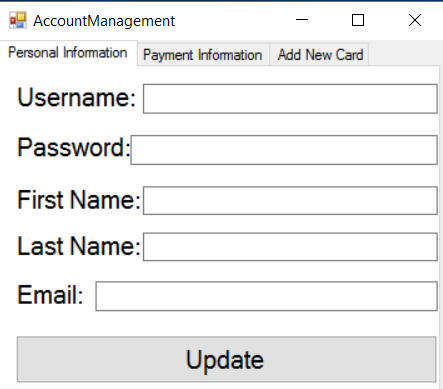 AccountManagement
Personal Information Payment Information Add New Card
Username:
Password:
First Name:
Last Name:
Email:
Update